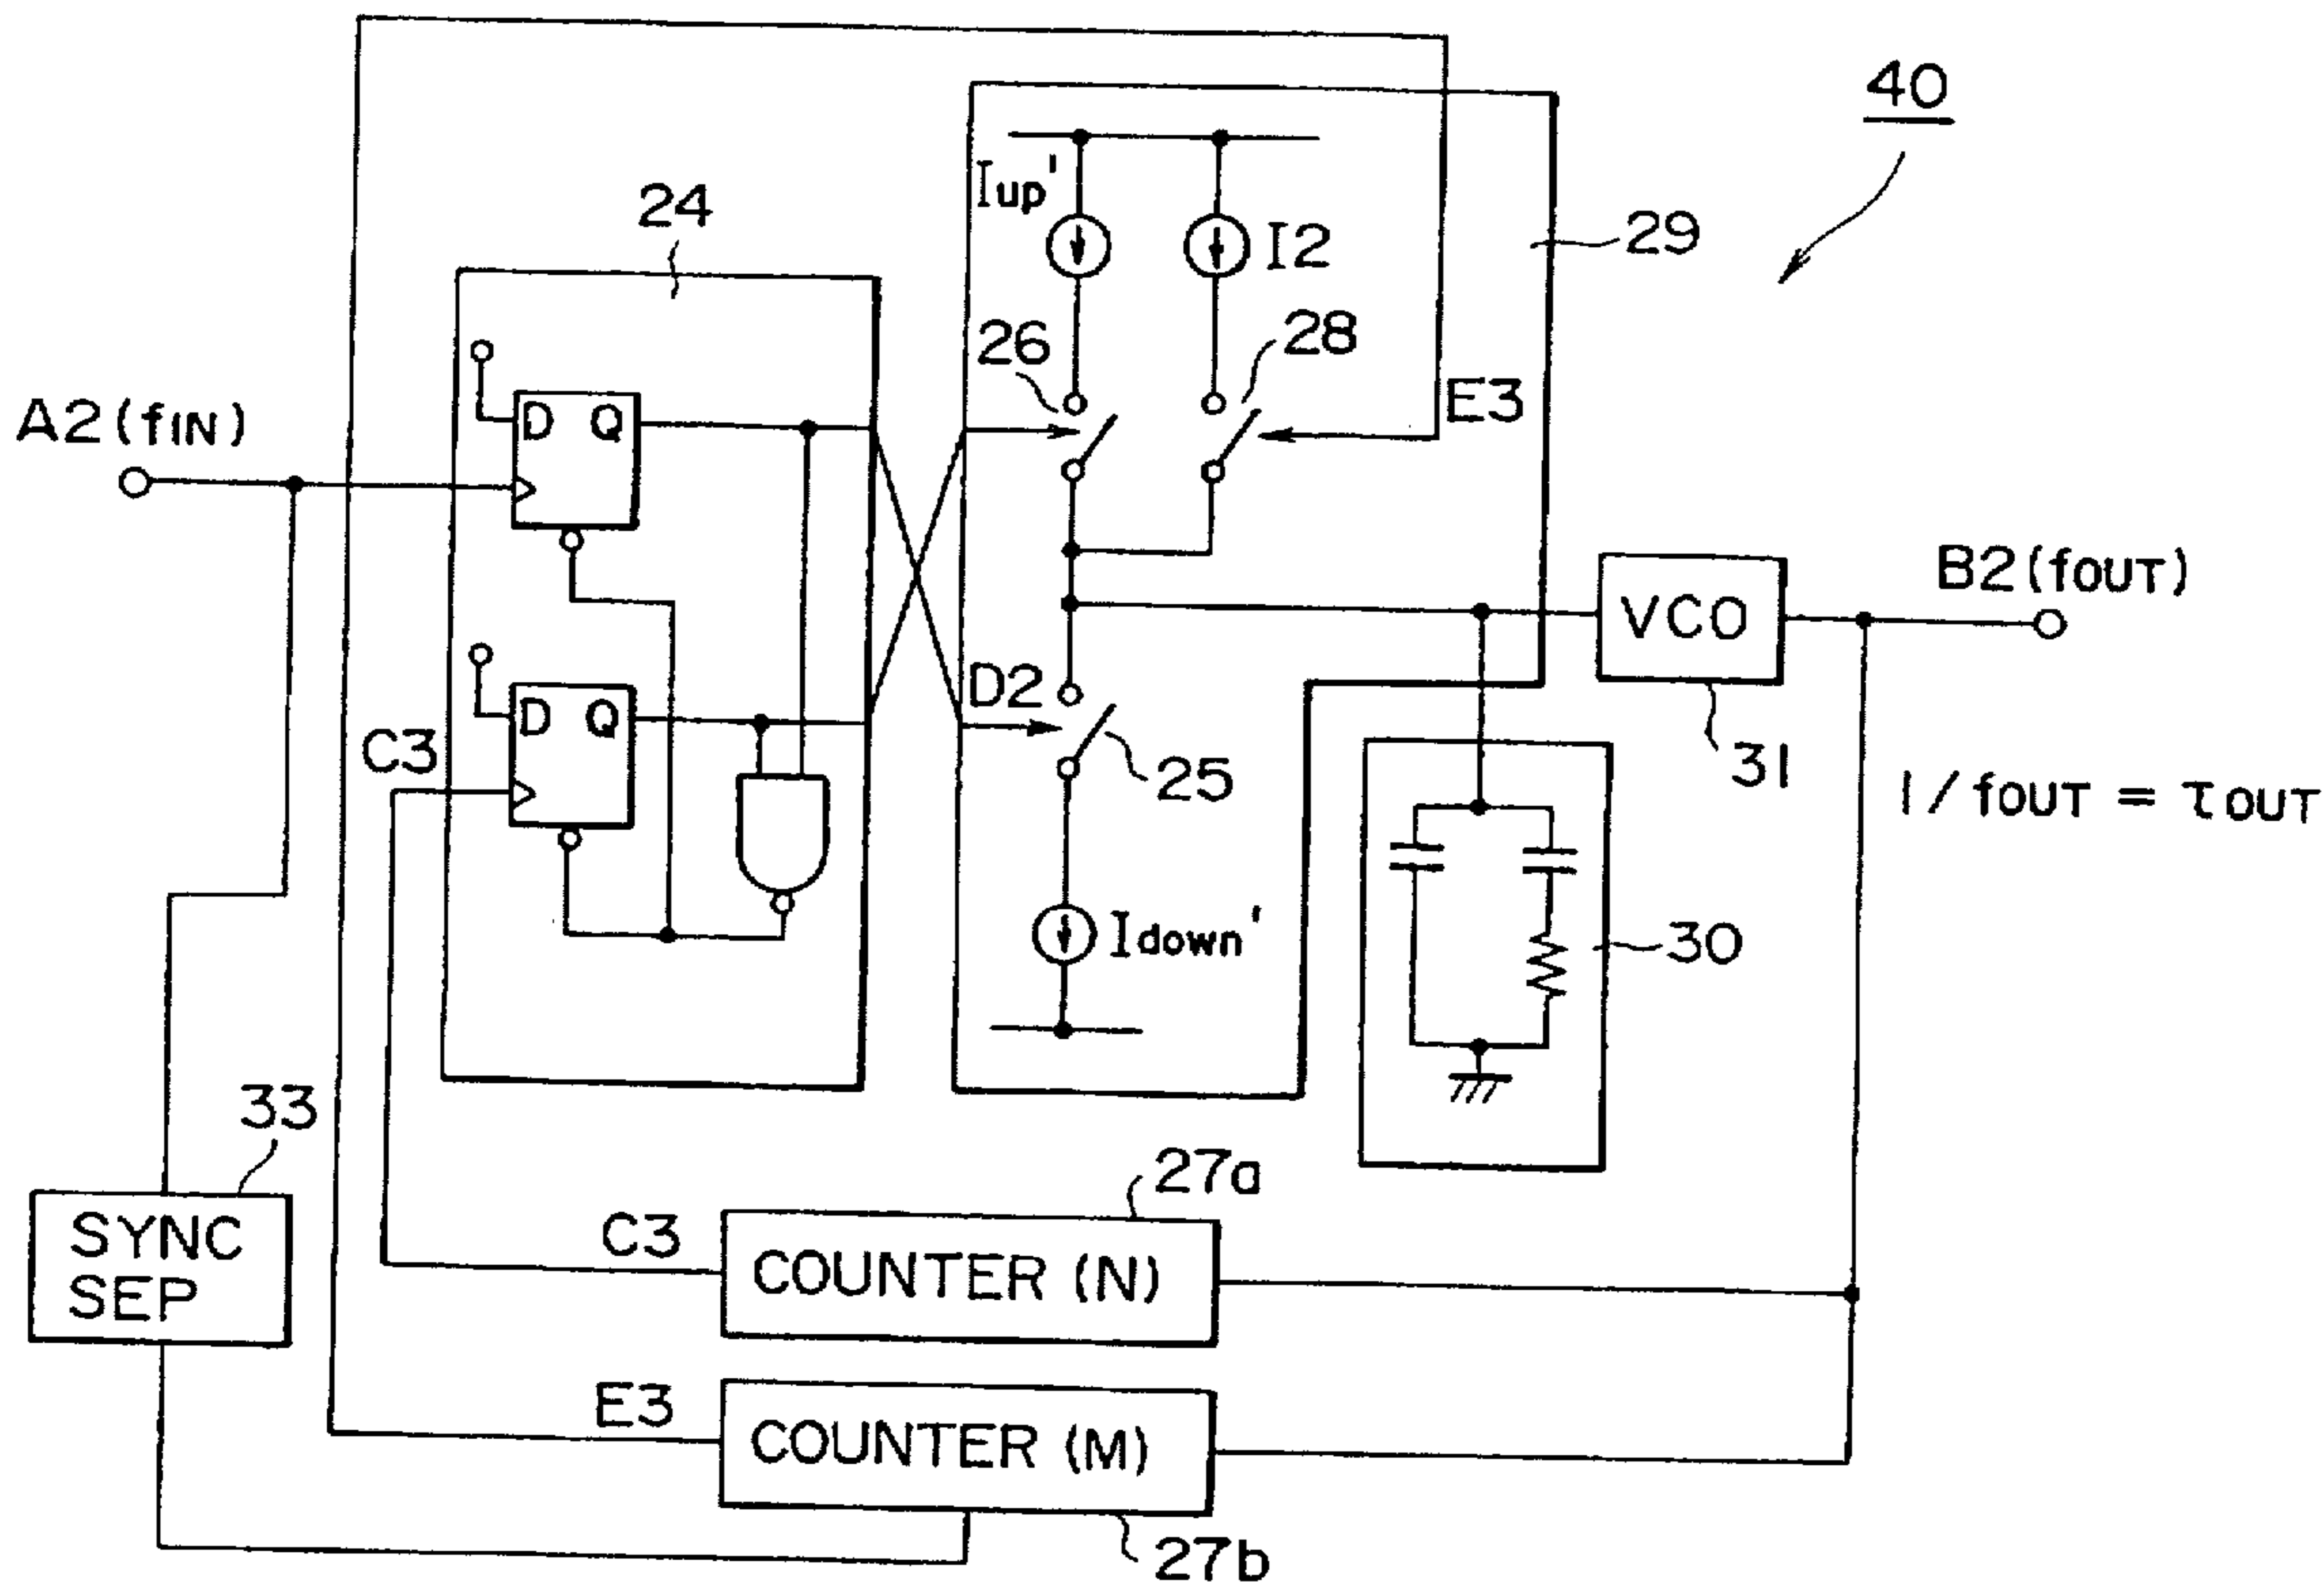 40
Iup'
24
I2
29
26
28
E3
A2(fIN)
D Q
B2(fOUT)
VCO
D2
D Q
C3
25
31
1/fOUT = τOUT
Idown'
30
33
27a
SYNC
SEP
C3
COUNTER (N)
E3
COUNTER (M)
27b